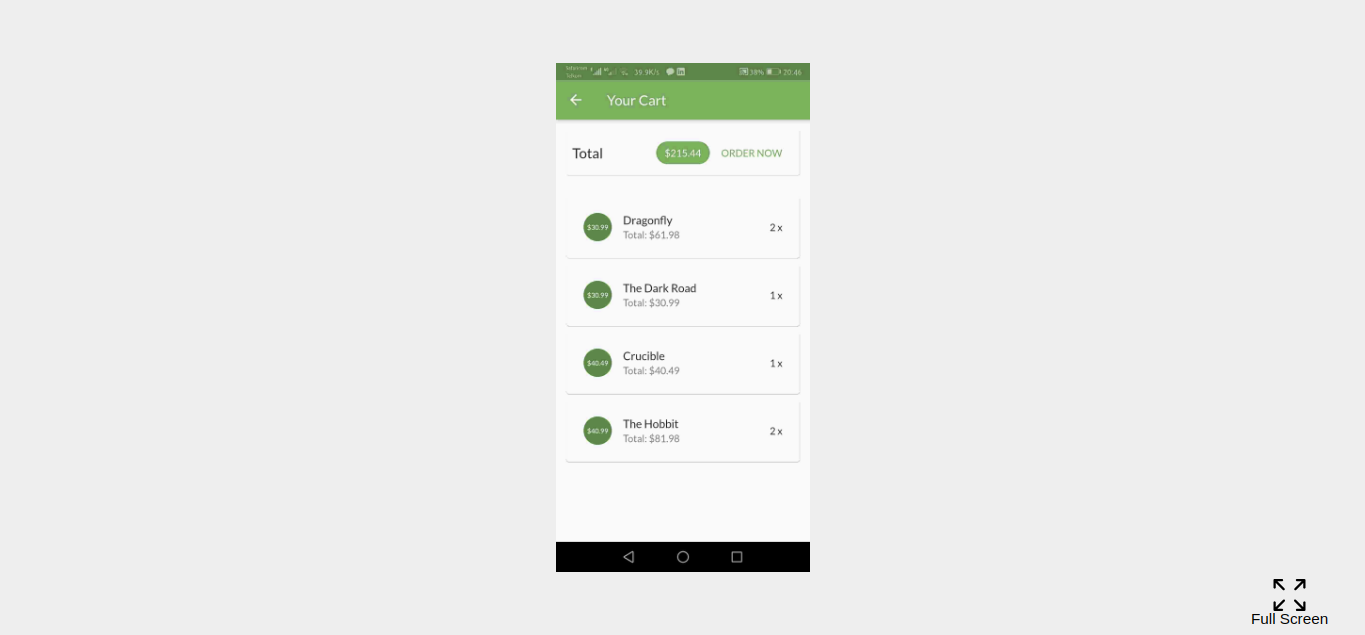 19.9K/s 38% 20:46
Your Cart
Total $215.44 ORDER NOW
$30.99 Dragonfly 2 x
Total: $61.98
$30.99 The Dark Road 1 x
Total: $30.99
$40.49 Crucible 1 x
Total: $40.49
$40.99 The Hobbit 2 x
Total: $81.98
Full Screen